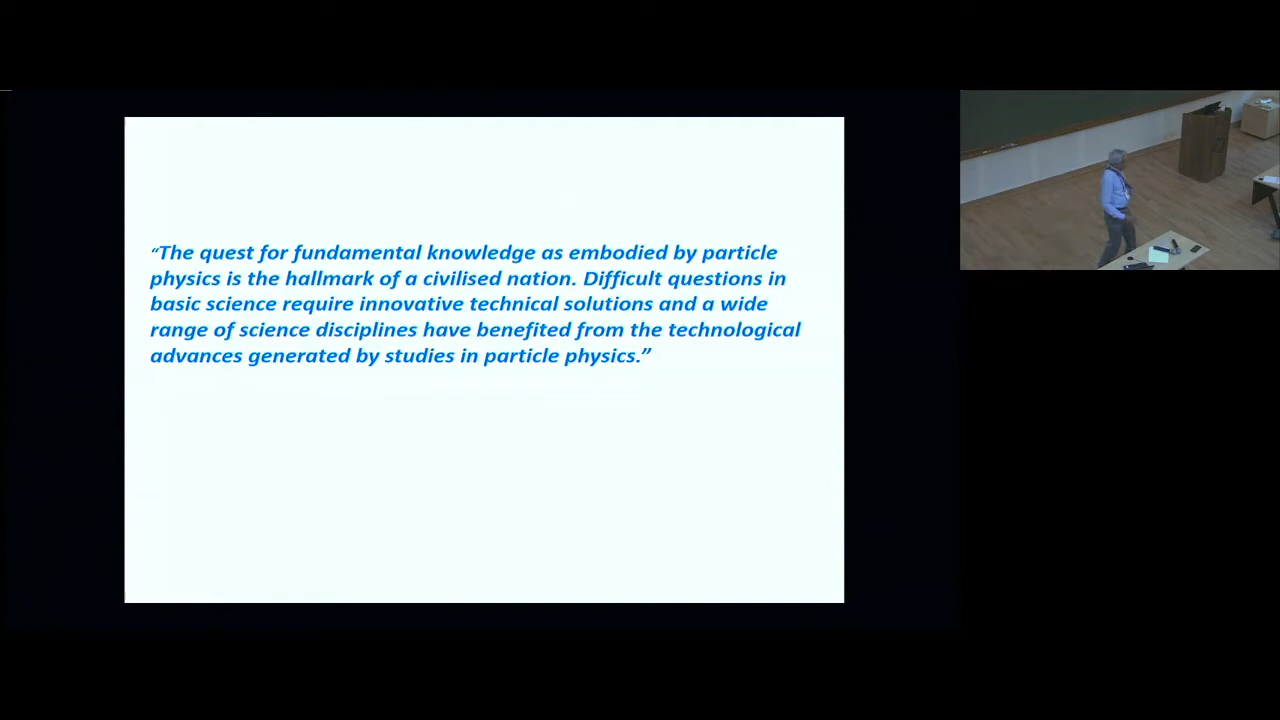 “The quest for fundamental knowledge as embodied by particle
physics is the hallmark of a civilised nation. Difficult questions in
basic science require innovative technical solutions and a wide
range of science disciplines have benefited from the technological
advances generated by studies in particle physics.”